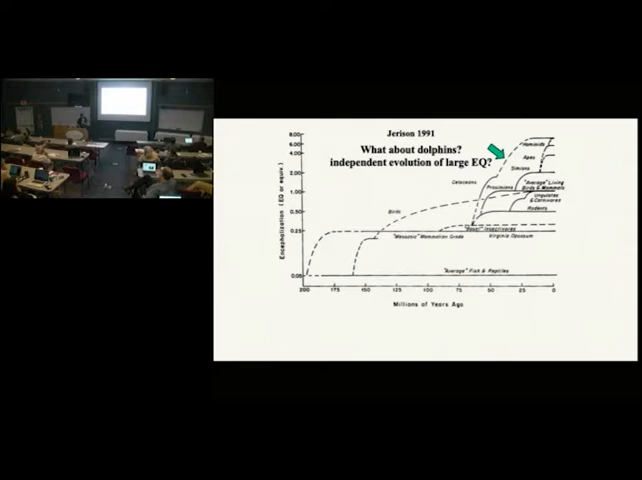 Jerison 1991
What about dolphins?
independent evolution of large EQ?
Encephalization (EQ or equiv.)
8.00
6.00
4.00
2.00
1.00
0.50
0.25
0.05
Hominids
Apes
Simians
Cetaceans
Prosimians
"Average" Living
Birds & Mammals
Ungulates
& Carnivores
Rodents
Birds
"Basal" Insectivores
"Mesozoic" Mammalian Grade
Virginia Opossum
"Average" Fish & Reptiles
200
175
150
125
100
75
50
25
0
Millions of Years Ago